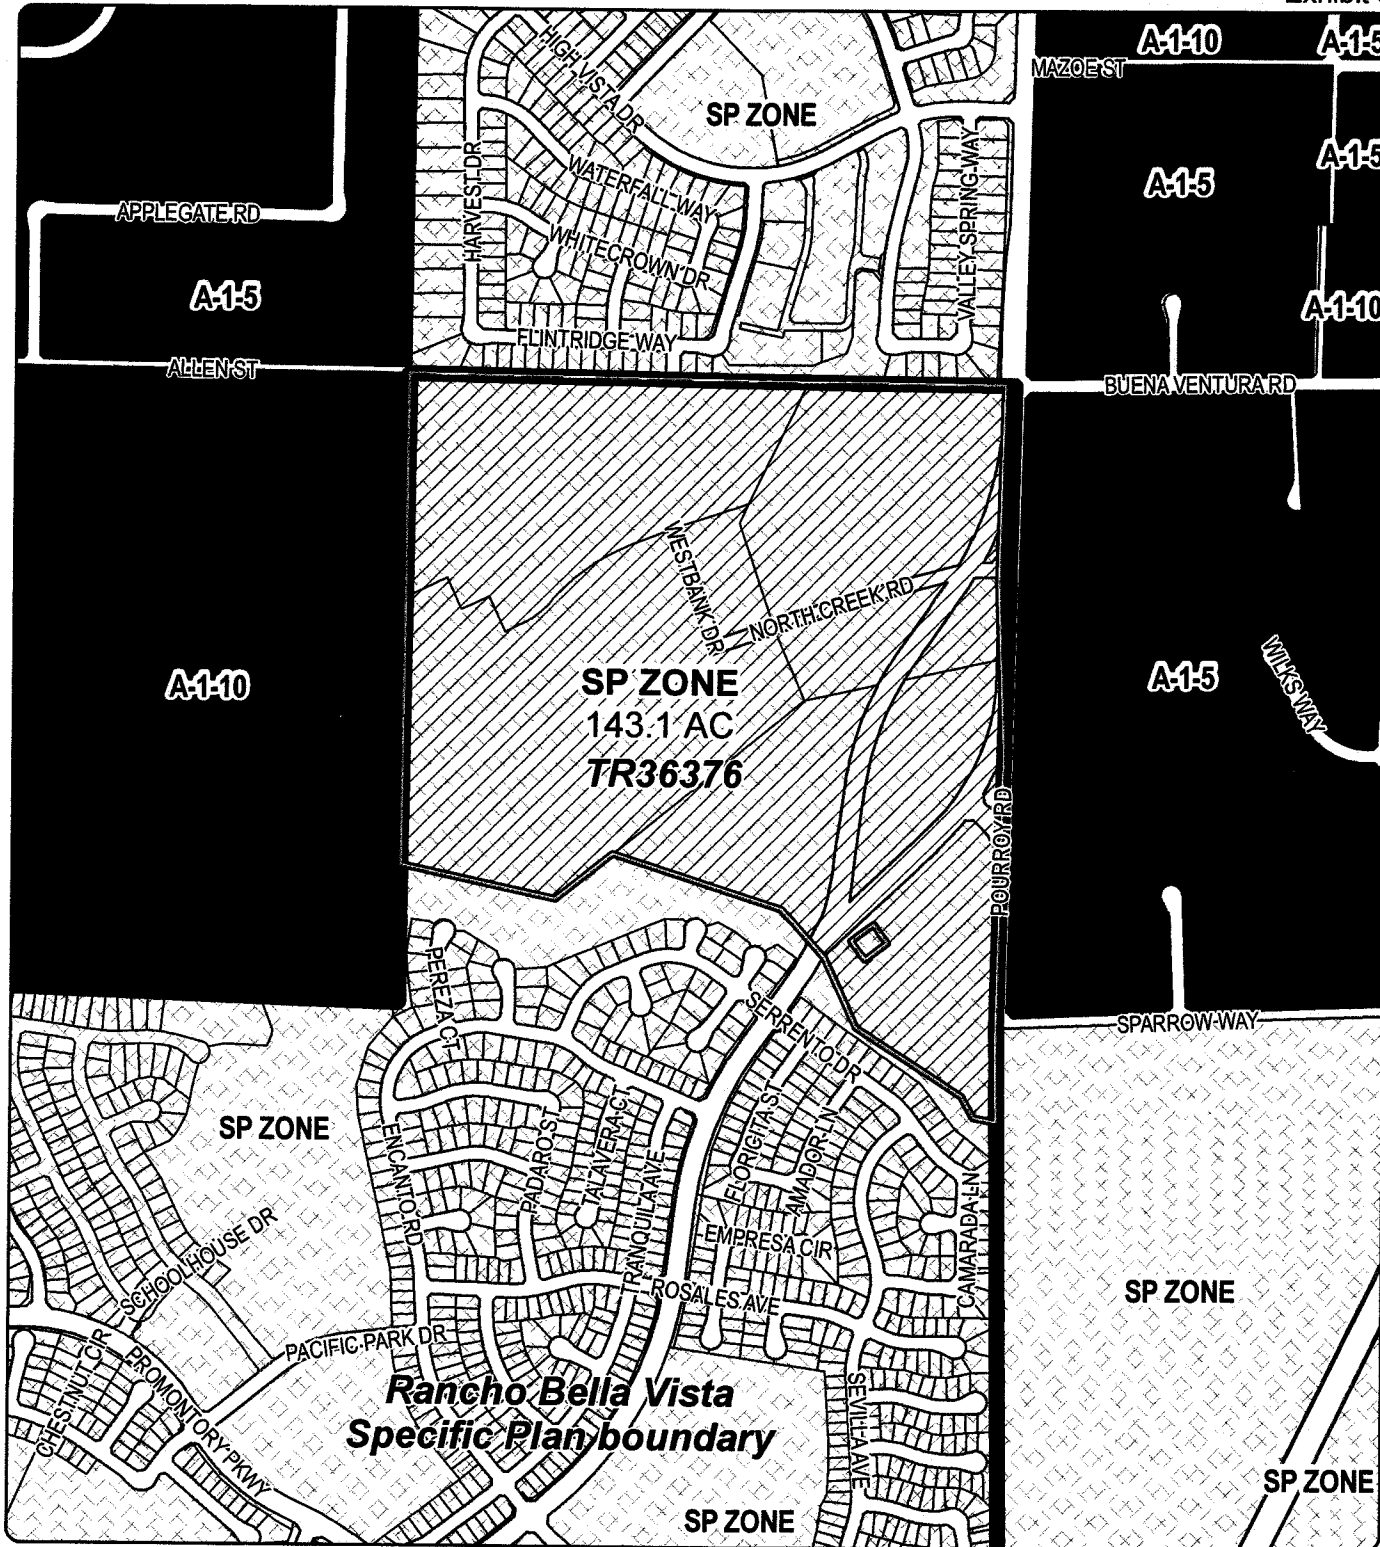 A-1-10
A-1-5
MAZOE ST
HIGH VISTA DR
SP ZONE
A-1-5
A-1-5
HARVEST DR
WATERFALL WAY
VALLEY SPRING WAY
APPLEGATE RD
WHITECROWN DR
A-1-5
A-1-10
FLINTRIDGE WAY
ALLEN ST
BUENA VENTURA RD
WESTBANK DR
NORTH CREEK RD
A-1-10
SP ZONE
143.1 AC
TR36376
A-1-5
WILKS WAY
POURROY RD
PEREZA CT
SERRENTO DR
SPARROW WAY
SP ZONE
ENCANTO RD
PADARO ST
TALAVERA CT
TRANQUILA AVE
FLORIGITA ST
AMADOR LN
CAMARADA LN
EMPRESA CIR
SCHOOLHOUSE DR
ROSALES AVE
SP ZONE
PACIFIC PARK DR
CHESTNUT CR
PROMONTORY PKWY
Rancho Bella Vista
Specific Plan boundary
SEVILLA AVE
SP ZONE
SP ZONE